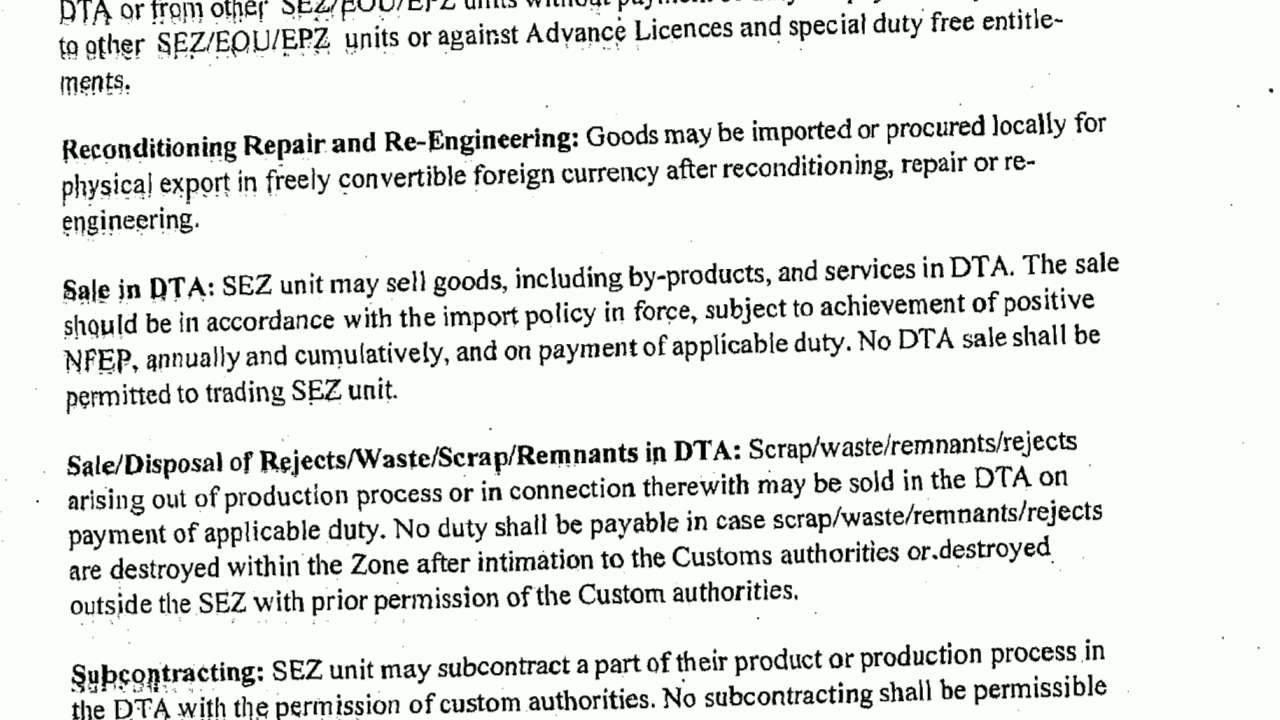 DTA or from other SEZ/EOU/EPZ units without payment
to other SEZ/EOU/EPZ units or against Advance Licences and special duty free entitle-
ments.
Reconditioning Repair and Re-Engineering: Goods may be imported or procured locally for
physical export in freely convertible foreign currency after reconditioning, repair or re-
engineering.
Sale in DTA: SEZ unit may sell goods, including by-products, and services in DTA. The sale
should be in accordance with the import policy in force, subject to achievement of positive
NFEP, annually and cumulatively, and on payment of applicable duty. No DTA sale shall be
permitted to trading SEZ unit.
Sale/Disposal of Rejects/Waste/Scrap/Remnants in DTA: Scrap/waste/remnants/rejects
arising out of production process or in connection therewith may be sold in the DTA on
payment of applicable duty. No duty shall be payable in case scrap/waste/remnants/rejects
are destroyed within the Zone after intimation to the Customs authorities or.destroyed
outside the SEZ with prior permission of the Custom authorities.
Subcontracting: SEZ unit may subcontract a part of their product or production process in
the DTA with the permission of custom authorities. No subcontracting shall be permissible